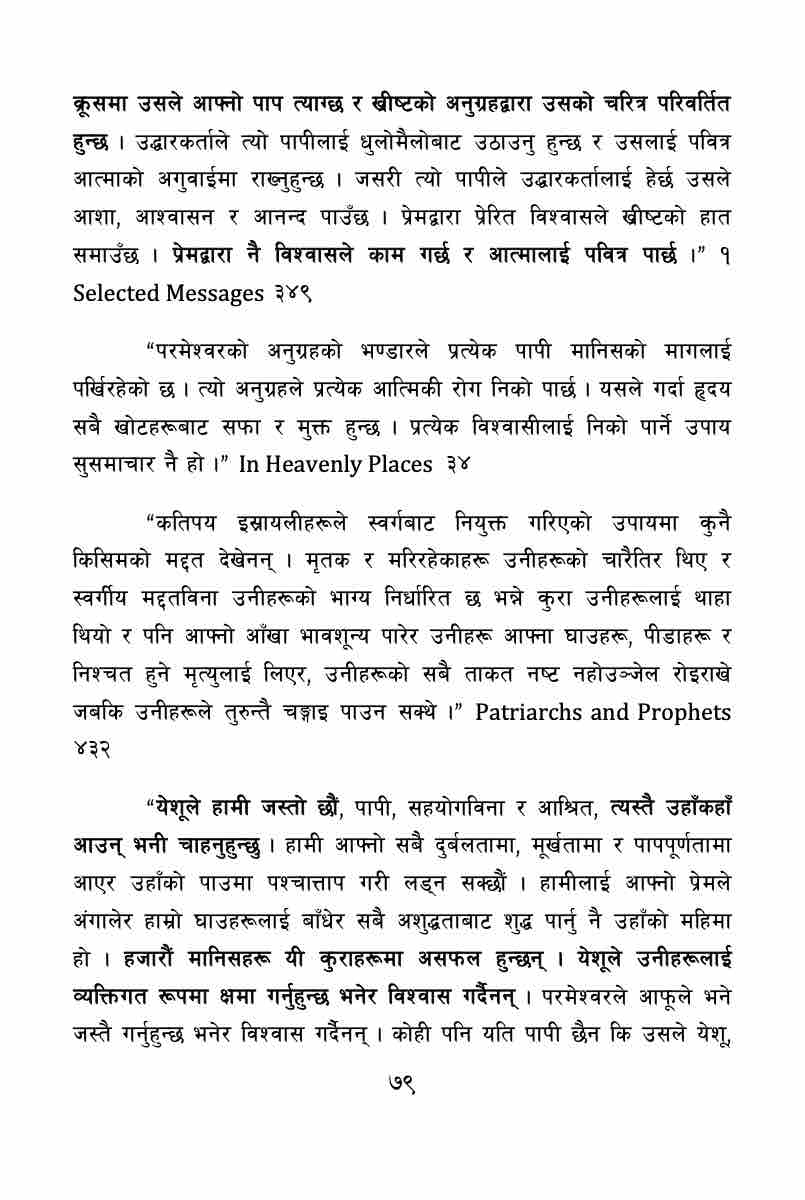 क्रूसमा उसले आफ्नो पाप त्याग्छ र ख्रीष्टको अनुग्रहद्वारा उसको चरित्र परिवर्तित
हुन्छ । उद्धारकर्ताले त्यो पापीलाई धुलोमैलोबाट उठाउनु हुन्छ र उसलाई पवित्र
आत्माको अगुवाईमा राख्नुहुन्छ । जसरी त्यो पापीले उद्धारकर्तालाई हेर्छ उसले
आशा, आश्वासन र आनन्द पाउँछ । प्रेमद्वारा प्रेरित विश्वासले ख्रीष्टको हात
समाउँछ । प्रेमद्वारा नै विश्वासले काम गर्छ र आत्मालाई पवित्र पार्छ ।” १
Selected Messages ३४९
“परमेश्वरको अनुग्रहको भण्डारले प्रत्येक पापी मानिसको मागलाई
पर्खिरहेको छ । त्यो अनुग्रहले प्रत्येक आत्मिकी रोग निको पार्छ । यसले गर्दा हृदय
सबै खोटहरूबाट सफा र मुक्त हुन्छ । प्रत्येक विश्वासीलाई निको पार्ने उपाय
सुसमाचार नै हो ।” In Heavenly Places ३४
“कतिपय इस्रायलीहरूले स्वर्गबाट नियुक्त गरिएको उपायमा कुनै
किसिमको मद्दत देखेनन् । मृतक र मरिरहेकाहरू उनीहरूको चारैतिर थिए र
स्वर्गीय मद्दतविना उनीहरूको भाग्य निर्धारित छ भन्ने कुरा उनीहरूलाई थाहा
थियो र पनि आफ्नो आँखा भावशून्य पारेर उनीहरू आफ्ना घाउहरू, पीडाहरू र
निश्चत हुने मृत्युलाई लिएर, उनीहरूको सबै ताकत नष्ट नहोउञ्जेल रोइराखे
जबकि उनीहरूले तुरुन्तै चङ्गाइ पाउन सक्थे ।” Patriarchs and Prophets
४३२
“येशूले हामी जस्तो छौं, पापी, सहयोगविना र आश्रित, त्यस्तै उहाँकहाँ
आउन् भनी चाहनुहुन्छु । हामी आफ्नो सबै दुर्बलतामा, मूर्खतामा र पापपूर्णतामा
आएर उहाँको पाउमा पश्चात्ताप गरी लड्न सक्छौं । हामीलाई आफ्नो प्रेमले
अंगालेर हाम्रो घाउहरूलाई बाँधेर सबै अशुद्धताबाट शुद्ध पार्नु नै उहाँको महिमा
हो । हजारौं मानिसहरू यी कुराहरूमा असफल हुन्छन् । येशूले उनीहरूलाई
व्यक्तिगत रूपमा क्षमा गर्नुहुन्छ भनेर विश्वास गर्दैनन् । परमेश्वरले आफूले भने
जस्तै गर्नुहुन्छ भनेर विश्वास गर्दैनन् । कोही पनि यति पापी छैन कि उसले येशू,
७९